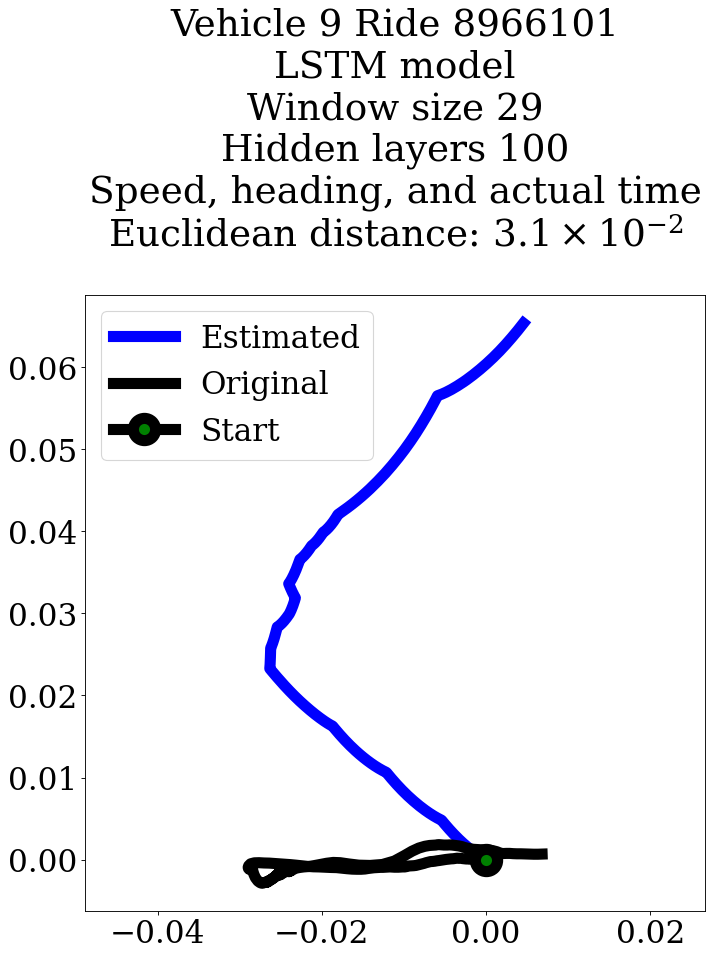 Vehicle 9 Ride 8966101
LSTM model
Window size 29
Hidden layers 100
Speed, heading, and actual time
Euclidean distance: 3.1 × 10⁻²
Estimated
Original
Start
0.06
0.05
0.04
0.03
0.02
0.01
0.00
−0.04 −0.02 0.00 0.02